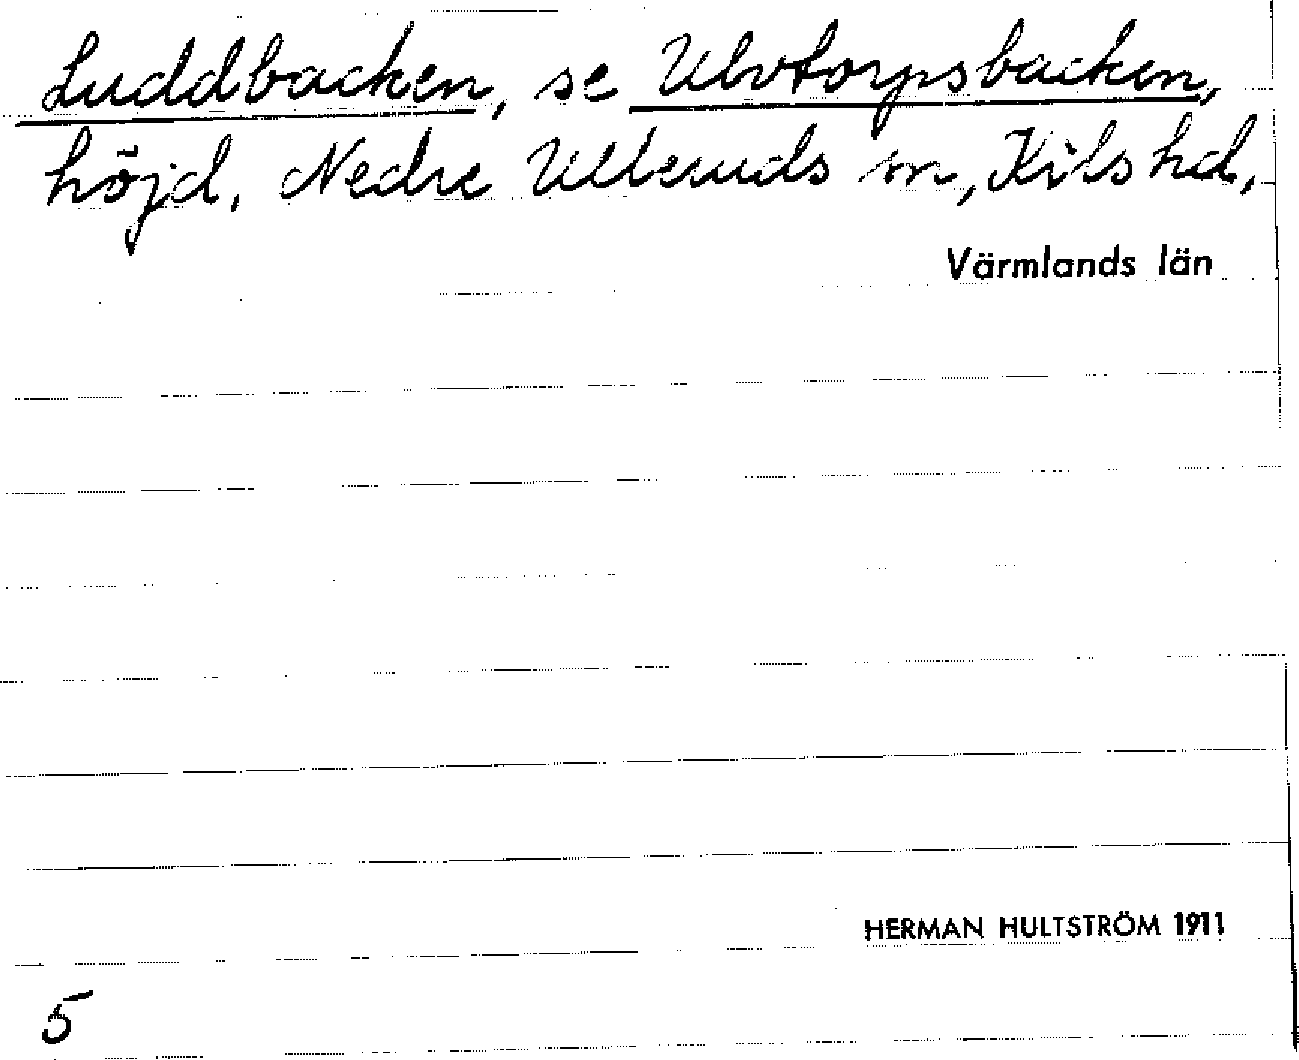 Luddbacken, se Ulvtorpsbacken,
höjd, Nedre Ulleruds sn, Kils hd,
Värmlands län
HERMAN HULTSTRÖM 1911
5